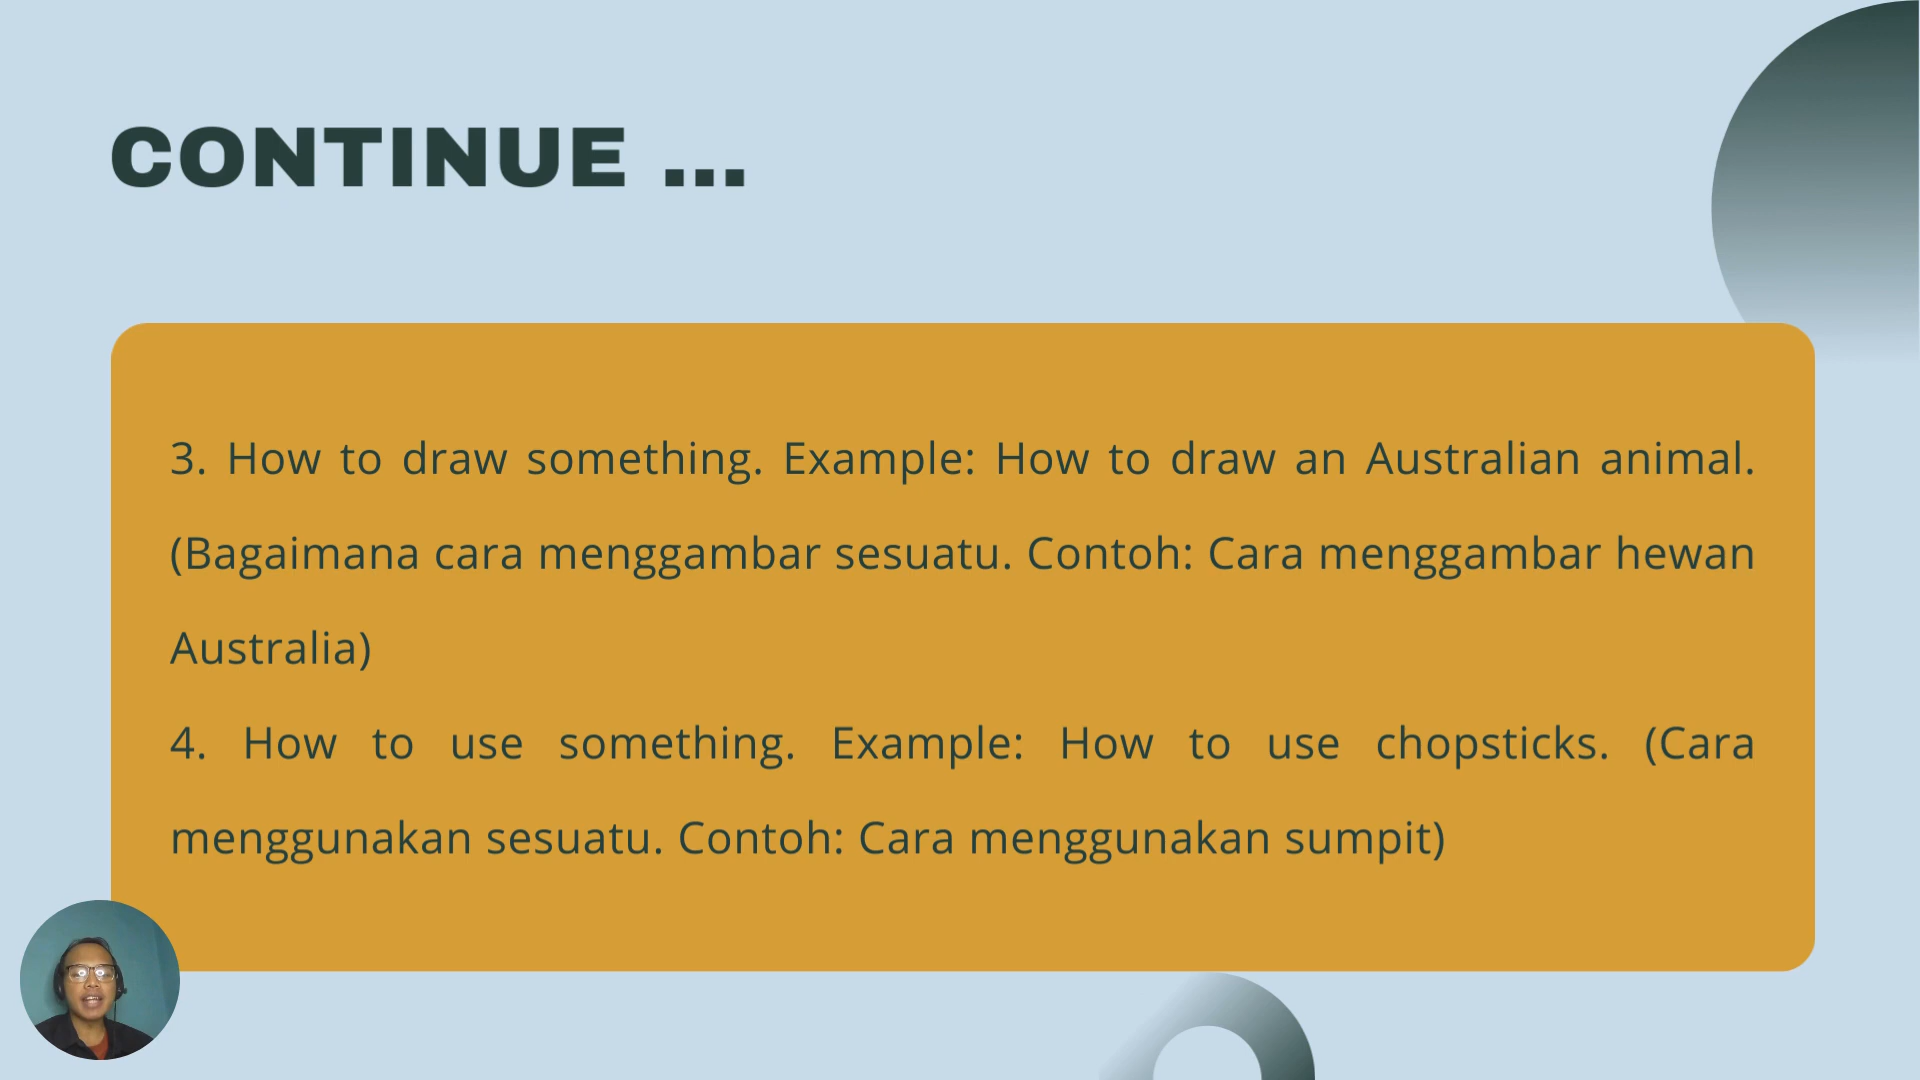 CONTINUE ...
3. How to draw something. Example: How to draw an Australian animal.
(Bagaimana cara menggambar sesuatu. Contoh: Cara menggambar hewan
Australia)
4. How to use something. Example: How to use chopsticks. (Cara
menggunakan sesuatu. Contoh: Cara menggunakan sumpit)